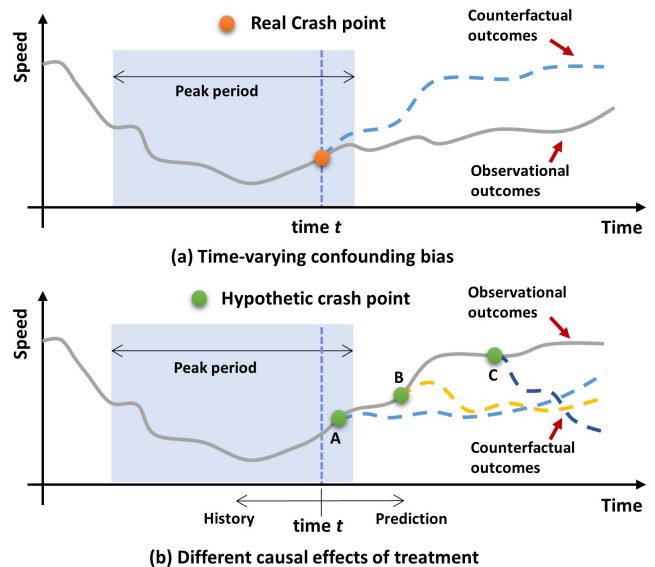 Real Crash point
Counterfactual
outcomes
Speed
Peak period
Observational
outcomes
time t
Time
(a) Time-varying confounding bias
Hypothetic crash point
Observational
outcomes
Speed
Peak period
A
B
C
Counterfactual
outcomes
History
time t
Prediction
Time
(b) Different causal effects of treatment